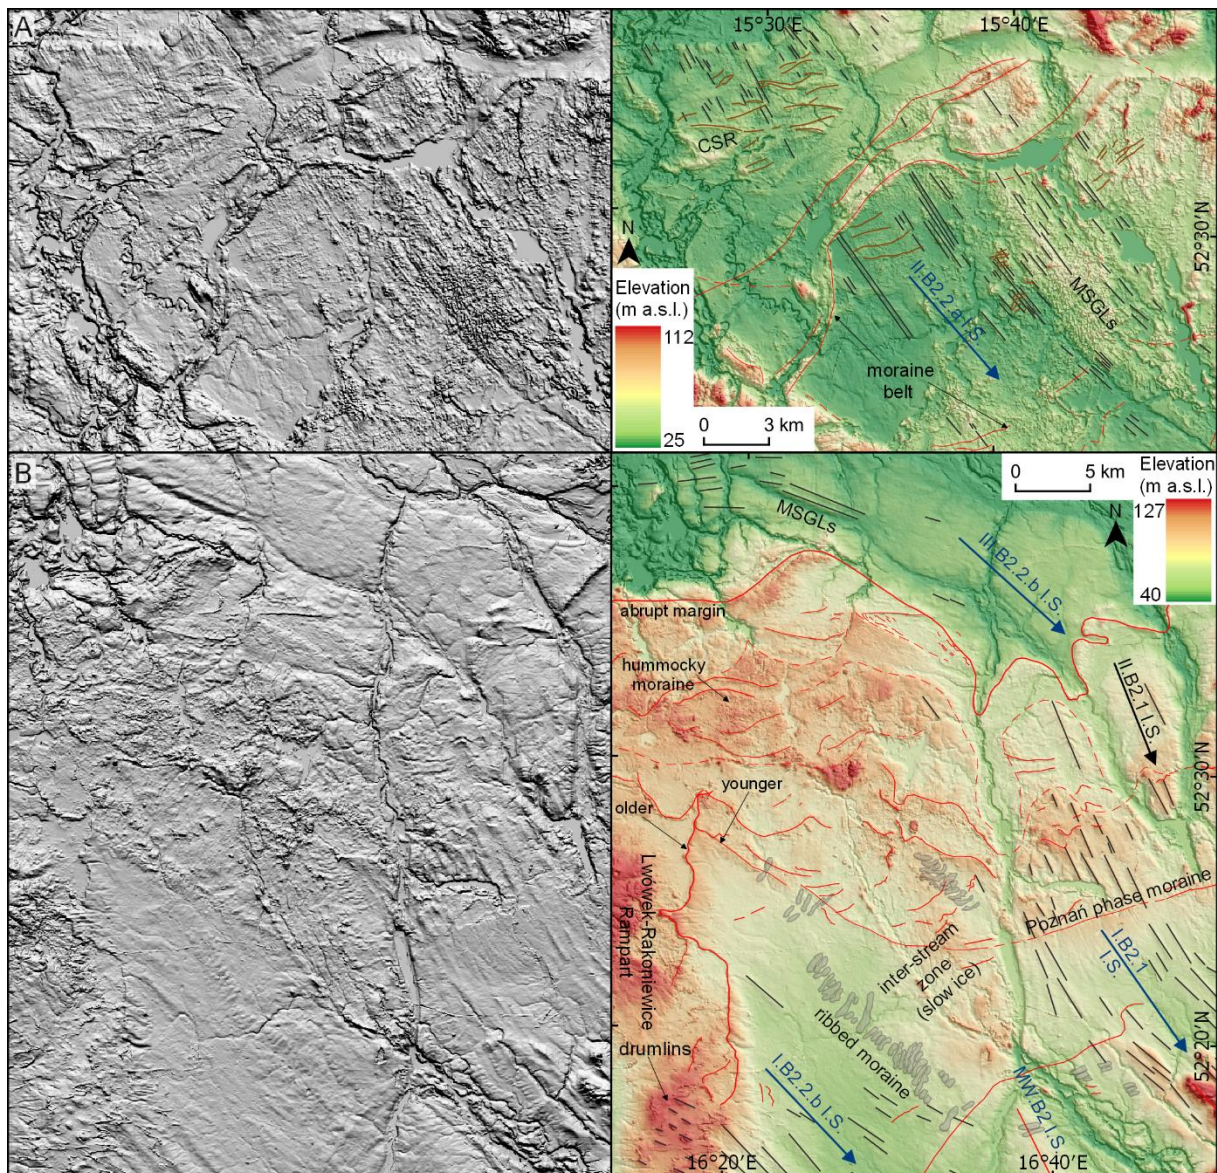 A
15°30'E
15°40'E
CSR
52°30'N
N
Elevation
(m a.s.l.)
112
25
0 3 km
II.B2.2.a I.S.
MSGLs
moraine
belt
B
0 5 km
Elevation
(m a.s.l.)
127
40
N
MSGLs
III.B2.2.b I.S.
abrupt margin
hummocky
moraine
II.B2.1 I.S.
52°30'N
older
younger
Lwówek-Rakoniewice
Rampart
Poznań phase moraine
inter-stream
zone
(slow ice)
I.B2.1
I.S.
ribbed moraine
drumlins
52°20'N
I.B2.2.b I.S.
MW.B2 I.S.
16°20'E
16°40'E